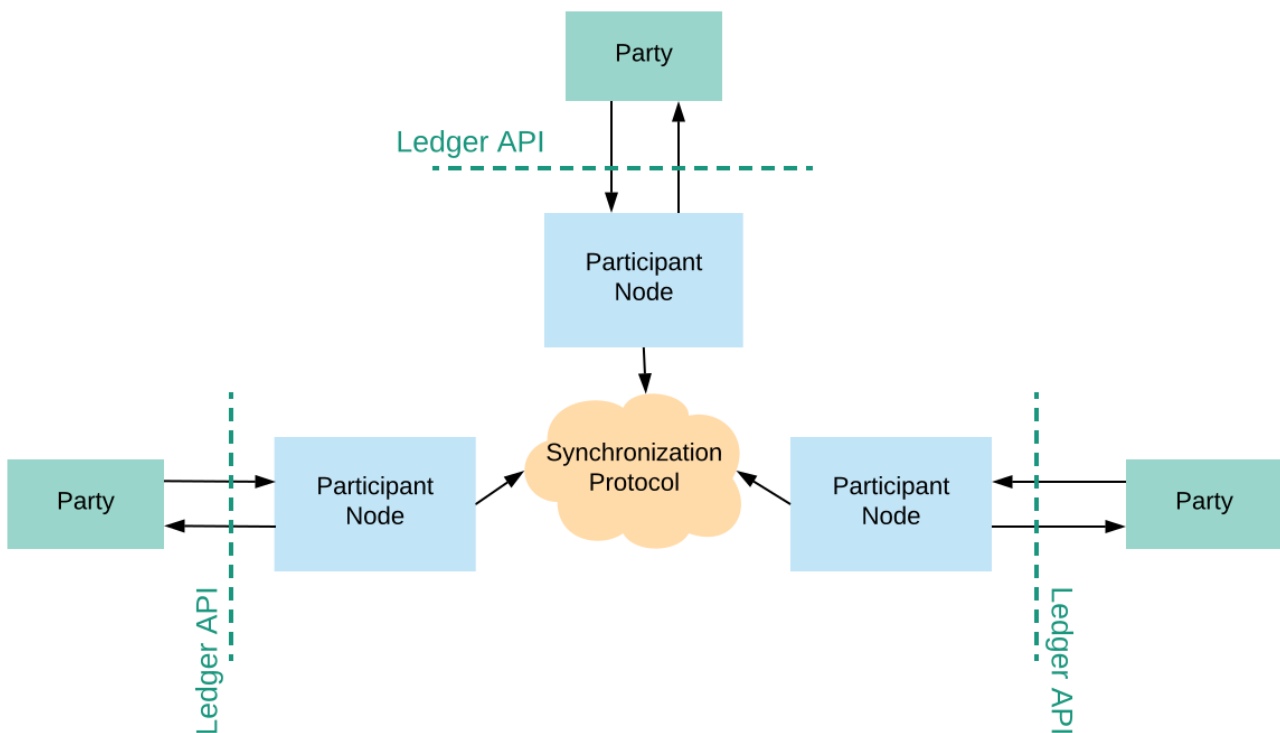 Party
Ledger API
Participant
Node
Synchronization
Protocol
Party
Participant
Node
Ledger API
Participant
Node
Party
Ledger API